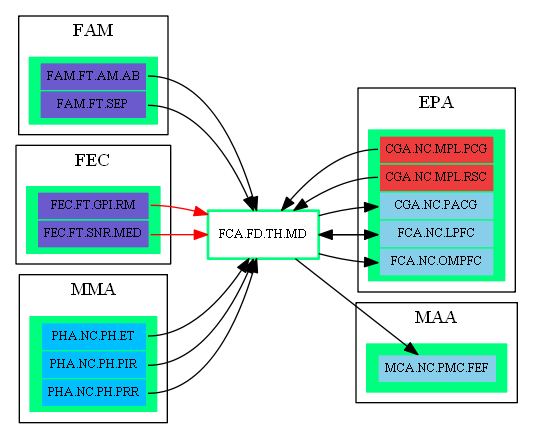 FAM
FAM.FT.AM.AB
FAM.FT.SEP
FEC
FEC.FT.GPI.RM
FEC.FT.SNR.MED
MMA
PHA.NC.PH.ET
PHA.NC.PH.PIR
PHA.NC.PH.PRR
FCA.FD.TH.MD
EPA
CGA.NC.MPL.PCG
CGA.NC.MPL.RSC
CGA.NC.PACG
FCA.NC.LPFC
FCA.NC.OMPFC
MAA
MCA.NC.PMC.FEF